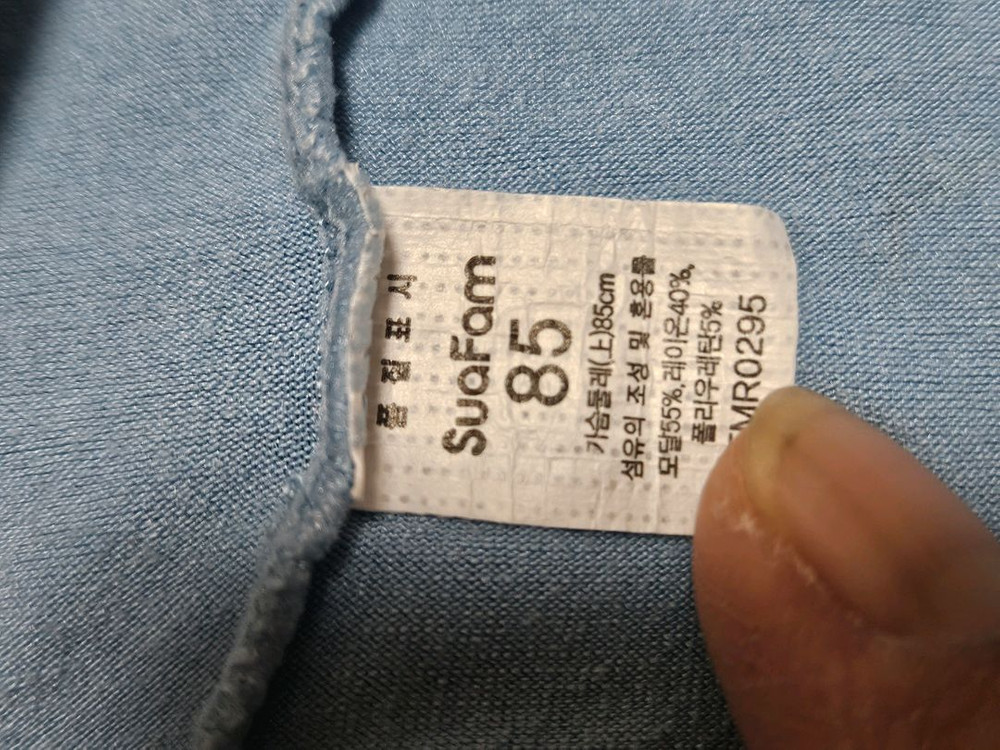 품 질 표 시
SuaFam
85
가슴둘레(上)85cm
섬유의 조성 및 혼용률
모달55%,레이온40%,
폴리우레탄5%
MR0295